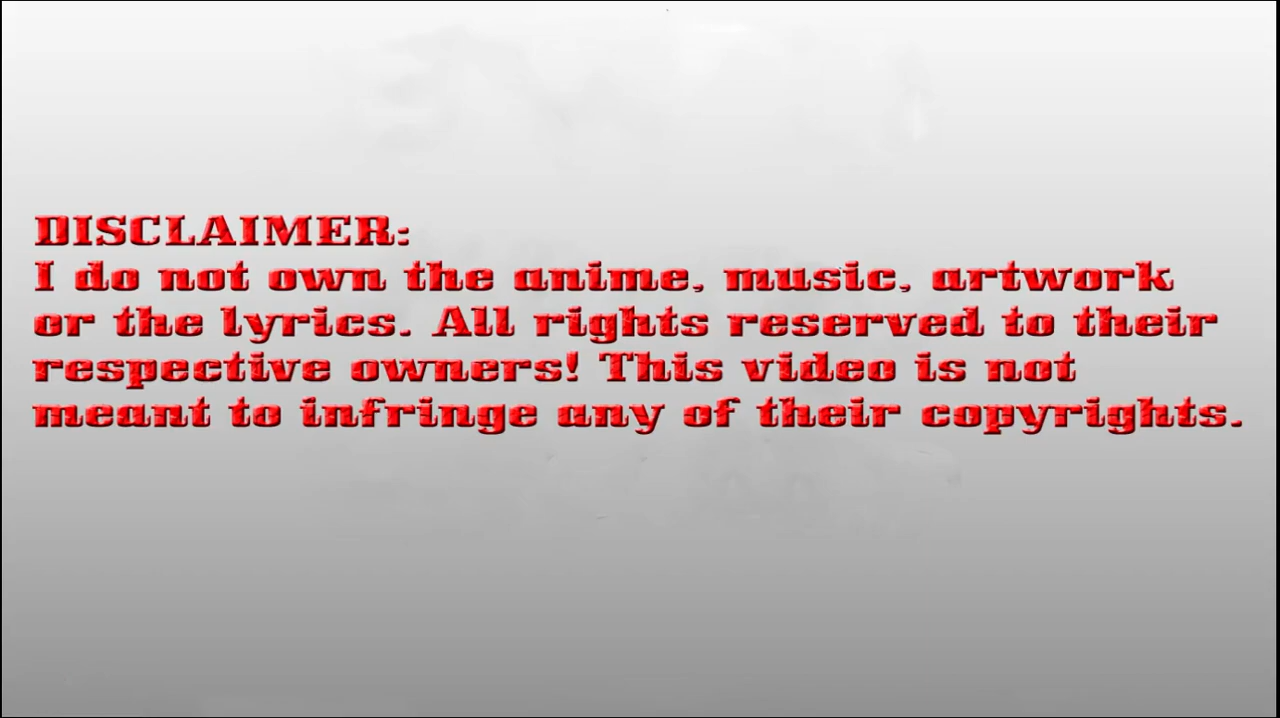 DISCLAIMER:
I do not own the anime, music, artwork
or the lyrics. All rights reserved to their
respective owners! This video is not
meant to infringe any of their copyrights.